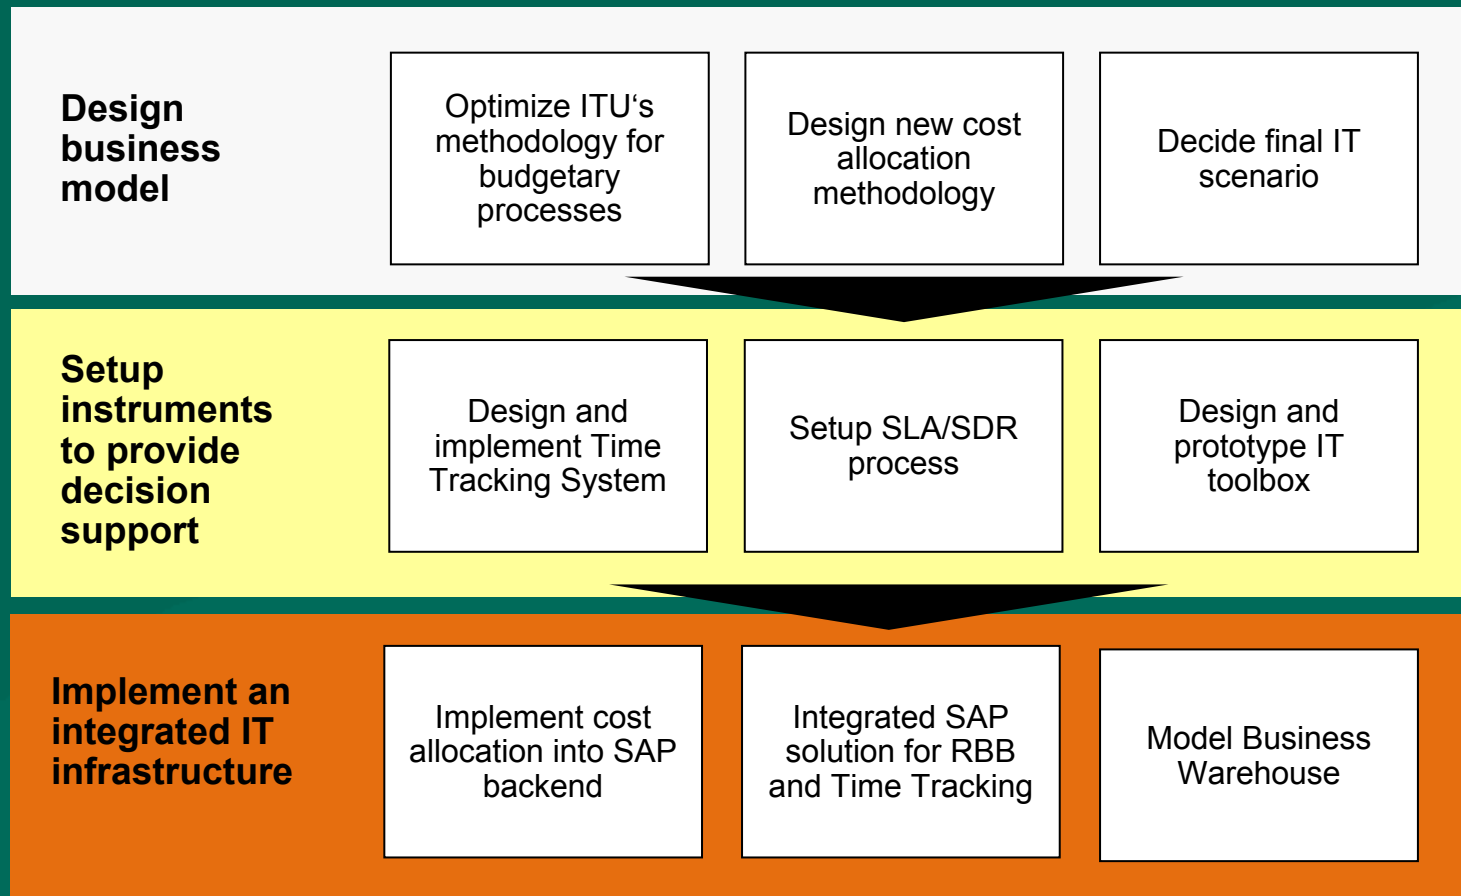 Design
business
model
Optimize ITU‘s
methodology for
budgetary
processes
Design new cost
allocation
methodology
Decide final IT
scenario
Setup
instruments
to provide
decision
support
Design and
implement Time
Tracking System
Setup SLA/SDR
process
Design and
prototype IT
toolbox
Implement an
integrated IT
infrastructure
Implement cost
allocation into SAP
backend
Integrated SAP
solution for RBB
and Time Tracking
Model Business
Warehouse